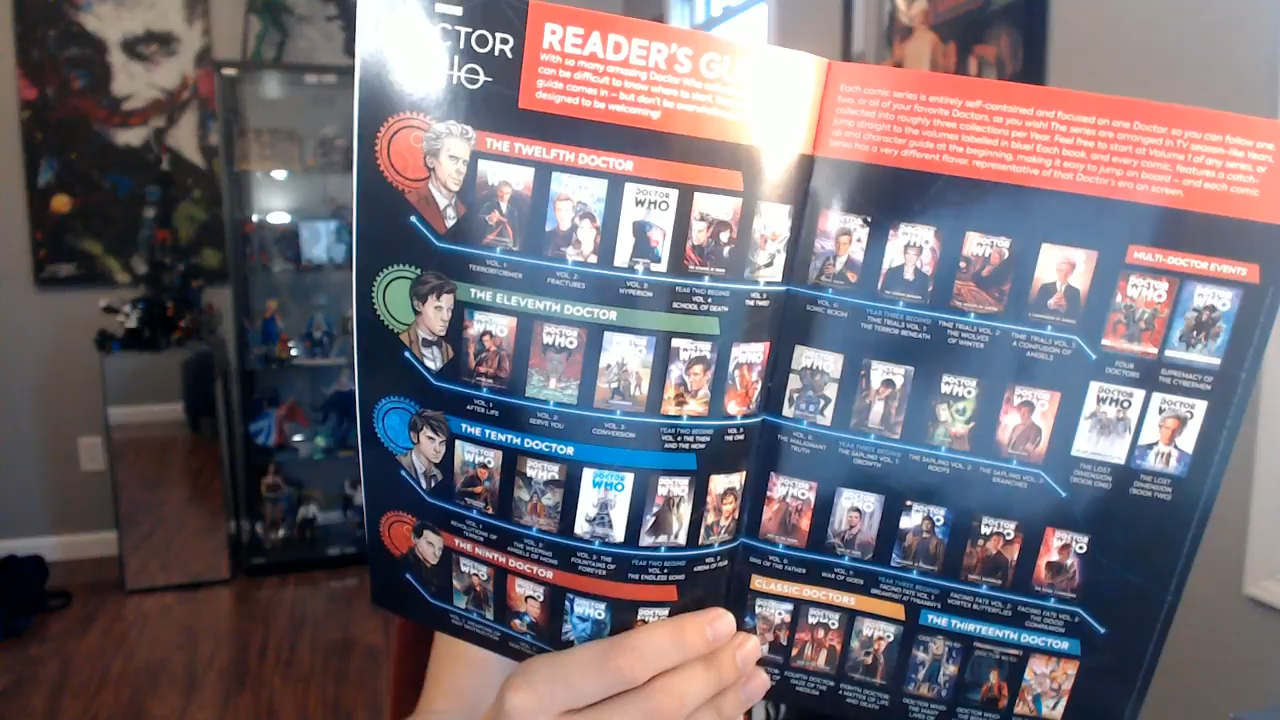 DOCTOR
WHO
READER'S GU
With so many amazing Doctor Who
can be difficult to know where to start,
guide comes in – but don't be
designed to be welcoming!
Each comic series is entirely self-contained and focused on one Doctor, so you can follow one,
two, or all of your favorite Doctors, as you wish! The series are arranged in TV season-like Years,
collected into roughly three collections per Year. Feel free to start at Volume 1 of any series, or
jump straight to the volumes labelled in blue! Each book, and every comic, features a catch-
up and character guide at the beginning, making it easy to jump on board – and each comic
series has a very different flavor, representative of that Doctor's era on screen.
THE TWELFTH DOCTOR
VOL. 1:
TERRORFORMER
VOL. 2:
FRACTURES
VOL. 3:
HYPERION
YEAR TWO BEGINS!
VOL. 4:
SCHOOL OF DEATH
VOL. 5:
THE TWIST
VOL. 6:
SONIC BOOM
YEAR THREE BEGINS!
TIME TRIALS VOL. 1:
THE TERROR BENEATH
TIME TRIALS VOL. 2:
THE WOLVES
OF WINTER
TIME TRIALS VOL. 3:
A CONFUSION OF
ANGELS
MULTI-DOCTOR EVENTS
FOUR
DOCTORS
SUPREMACY OF
THE CYBERMEN
THE LOST
DIMENSION
(BOOK ONE)
THE LOST
DIMENSION
(BOOK TWO)
THE ELEVENTH DOCTOR
VOL. 1:
AFTER LIFE
VOL. 2:
SERVE YOU
VOL. 3:
CONVERSION
YEAR TWO BEGINS!
VOL. 4: THE THEN
AND THE NOW
VOL. 5:
THE ONE
VOL. 6:
THE MALIGNANT
TRUTH
YEAR THREE BEGINS!
THE SAPLING VOL. 1:
GROWTH
THE SAPLING VOL. 2:
ROOTS
THE SAPLING VOL. 3:
BRANCHES
THE TENTH DOCTOR
VOL. 1:
REVOLUTIONS OF
TERROR
VOL. 2:
THE WEEPING
ANGELS OF MONS
VOL. 3: THE
FOUNTAINS OF
FOREVER
YEAR TWO BEGINS!
VOL. 4:
THE ENDLESS SONG
VOL. 5:
ARENA OF FEAR
VOL. 6:
SINS OF THE FATHER
VOL. 7:
WAR OF GODS
YEAR THREE BEGINS!
FACING FATE VOL. 1:
BREAKFAST AT TYRANNY'S
FACING FATE VOL. 2:
VORTEX BUTTERFLIES
FACING FATE VOL. 3:
THE GOOD
COMPANION
THE NINTH DOCTOR
VOL. 1: WEAPONS OF
DESTRUCTION
CLASSIC DOCTORS
FOURTH DOCTOR:
GAZE OF THE
MEDUSA
EIGHTH DOCTOR:
A MATTER OF LIFE
AND DEATH
THE THIRTEENTH DOCTOR
DOCTOR WHO:
THE MANY
LIVES OF
DOCTOR WHO: